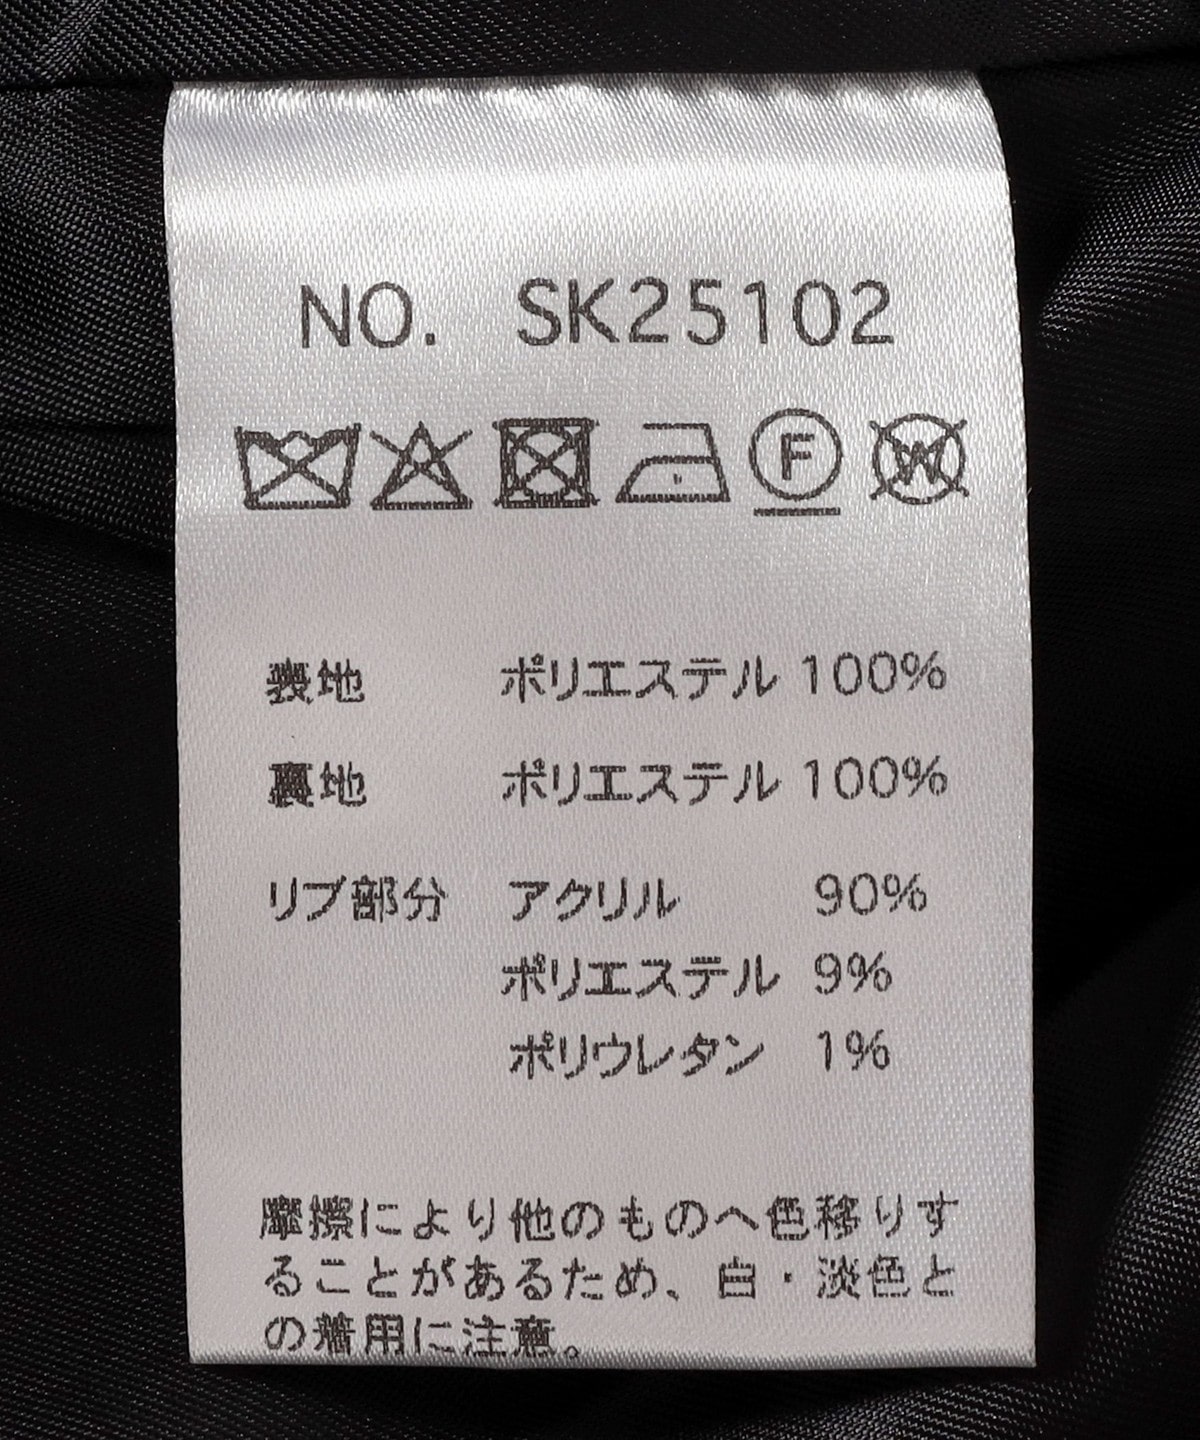 NO. SK25102
F W
表地 ポリエステル 100%
裏地 ポリエステル 100%
リブ部分 アクリル 90%
ポリエステル 9%
ポリウレタン 1%
摩擦により他のものへ色移りす
ることがあるため、白・淡色と
の着用に注意。